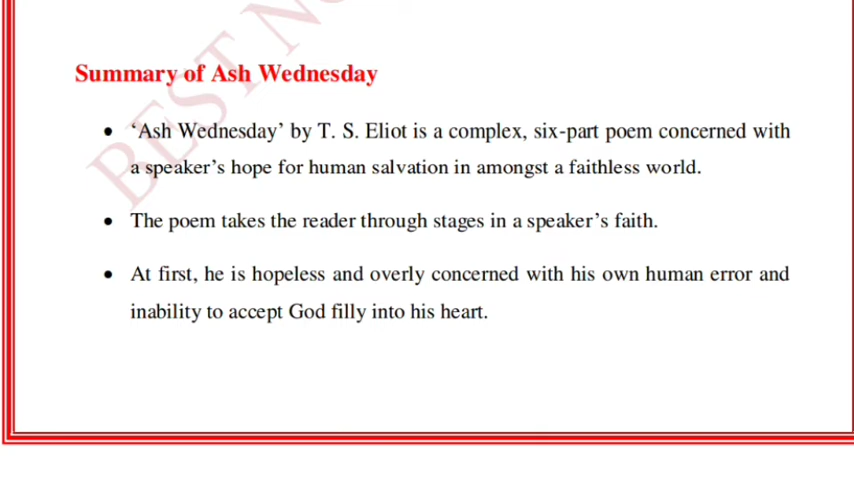 BEST NO
Summary of Ash Wednesday
• ‘Ash Wednesday’ by T. S. Eliot is a complex, six-part poem concerned with
a speaker’s hope for human salvation in amongst a faithless world.
• The poem takes the reader through stages in a speaker’s faith.
• At first, he is hopeless and overly concerned with his own human error and
inability to accept God filly into his heart.